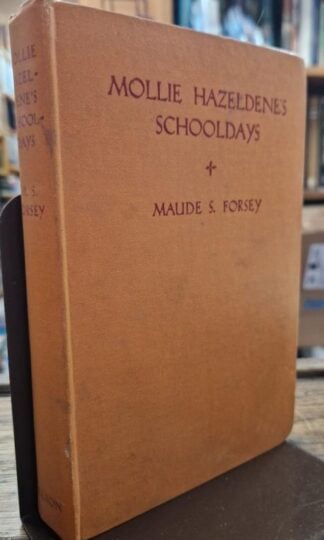 MOLLIE HAZELDENE'S
SCHOOLDAYS
MAUDE S. FORSEY
MOLLIE
HAZEL-
DENE'S
SCHOOL-
DAYS
S.
FORSEY